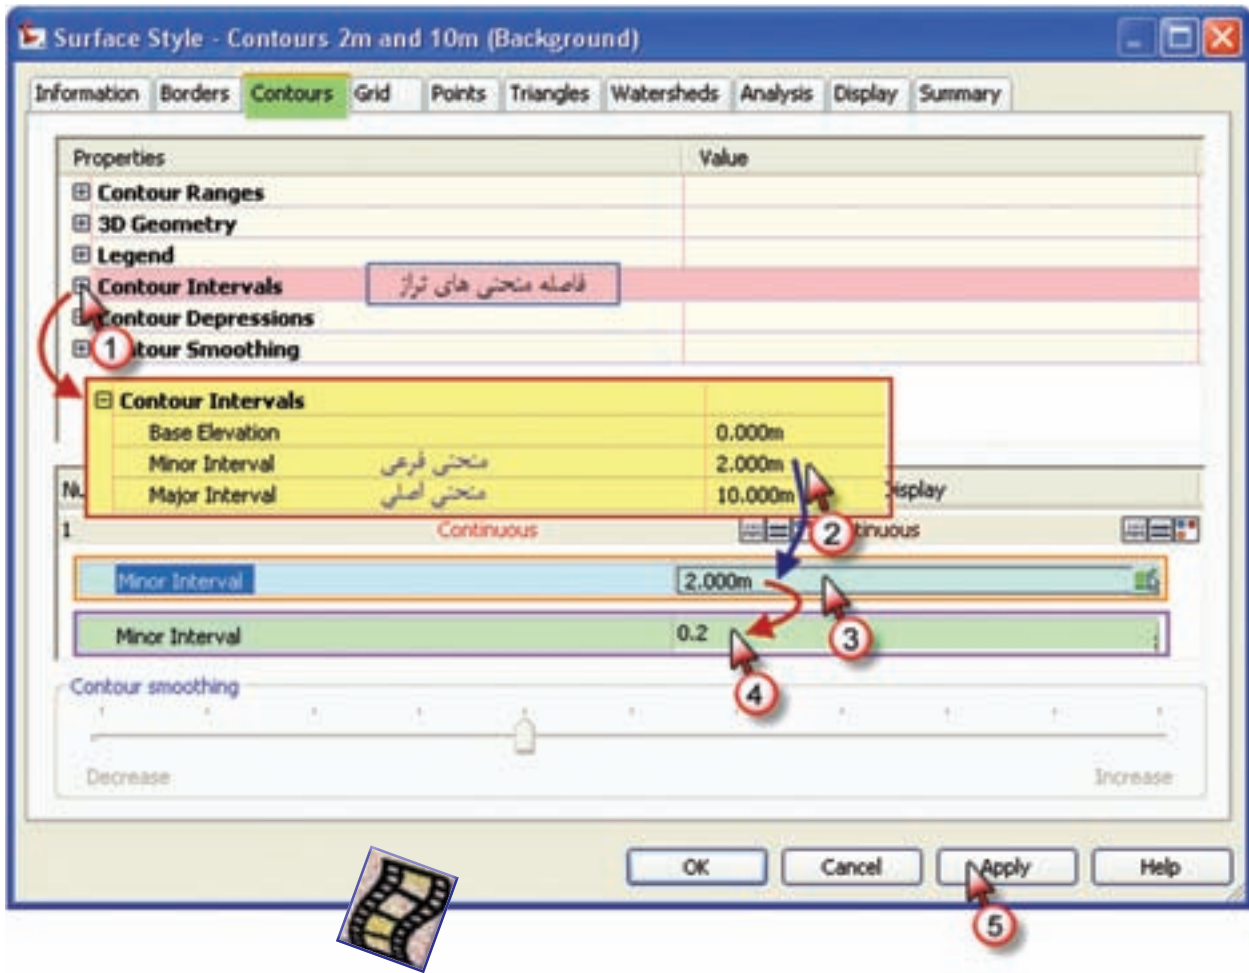 Surface Style - Contours 2m and 10m (Background)
Information Borders Contours Grid Points Triangles Watersheds Analysis Display Summary
Properties Value
Contour Ranges
3D Geometry
Legend
Contour Intervals فاصله منحنی های تراز
Contour Depressions
1
Contour Smoothing
Contour Intervals
Base Elevation 0.000m
Minor Interval منحنی فرعی 2.000m
Major Interval منحنی اصلی 10.000m
1 Continuous 2
Minor Interval 2.000m
3
Minor Interval 0.2
4
Contour smoothing
Decrease Increase
OK Cancel Apply Help
5